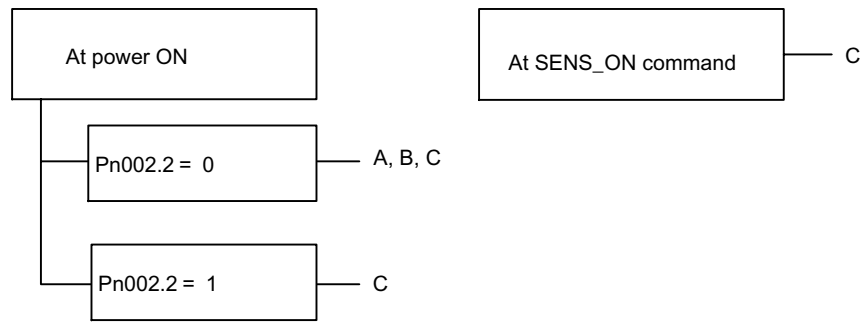 At power ON
At SENS_ON command
C
Pn002.2 = 0
A, B, C
Pn002.2 = 1
C